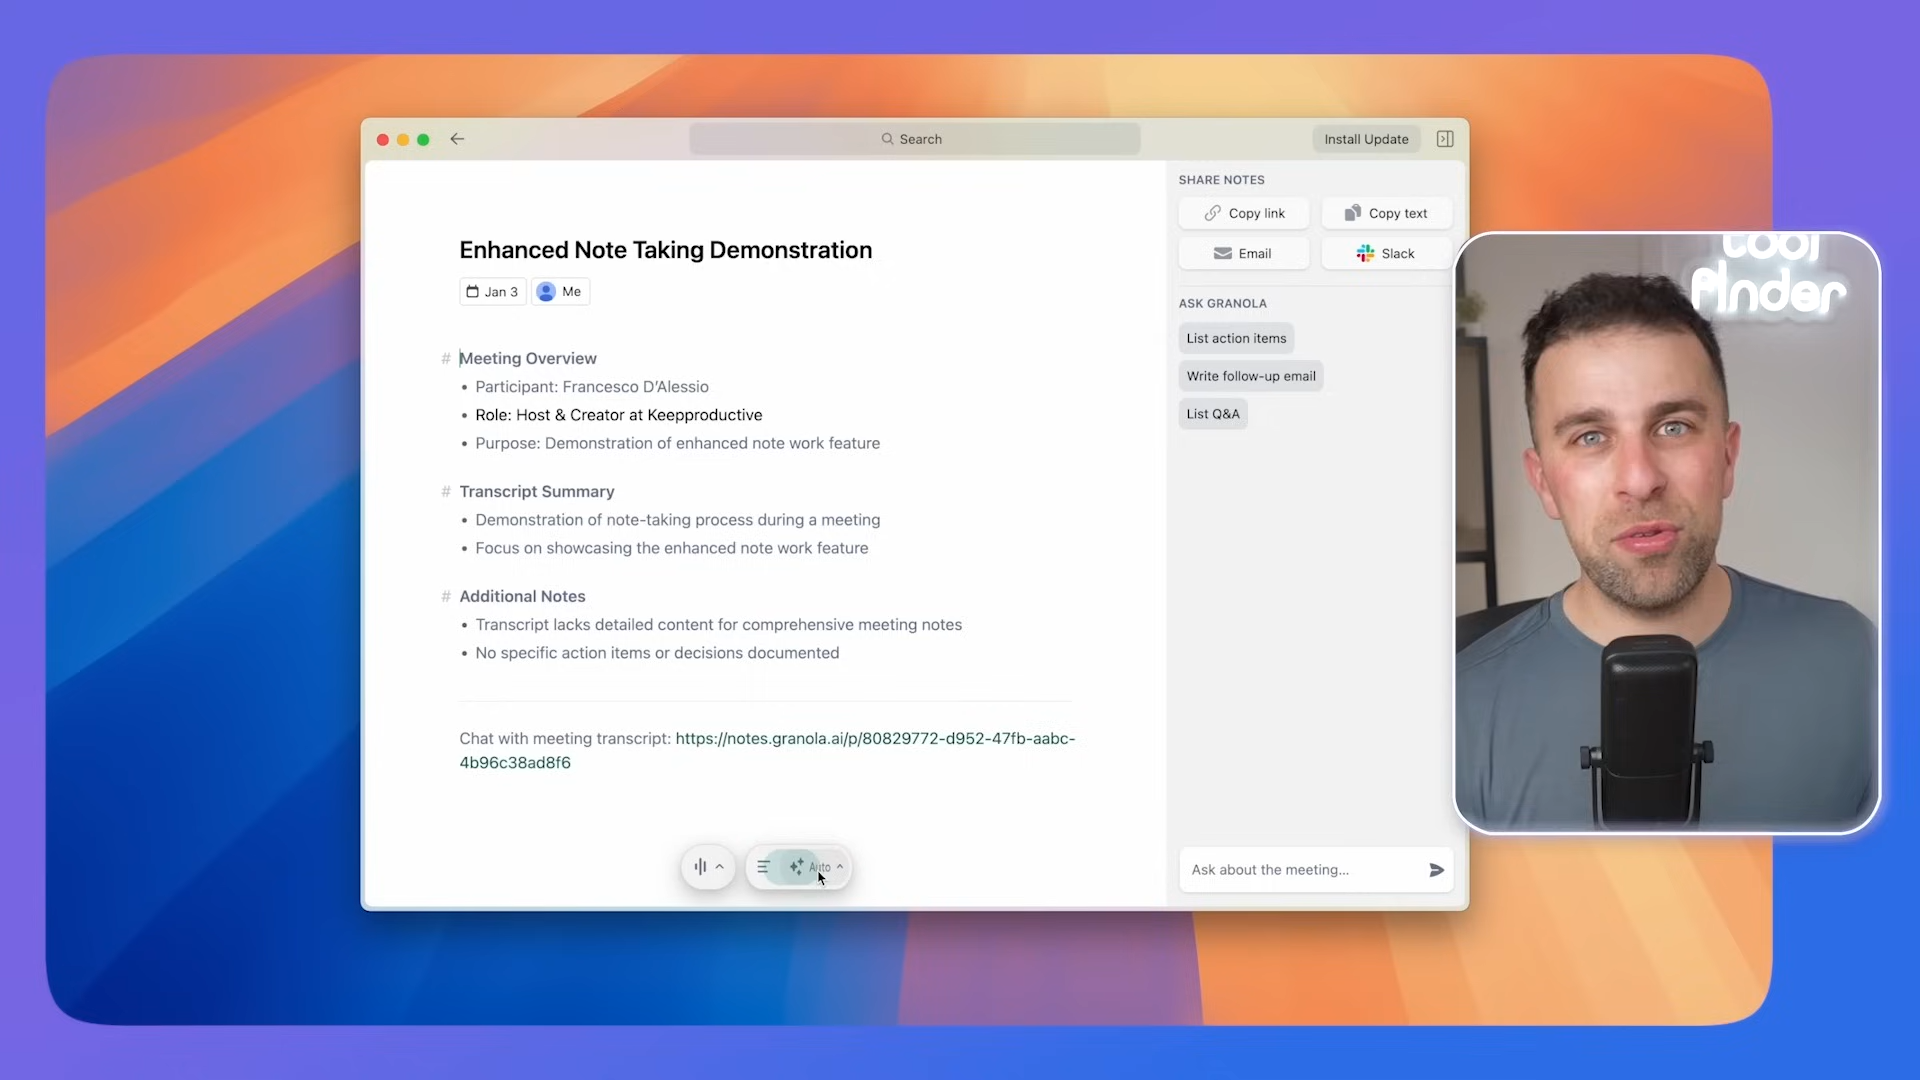 Search
Install Update
Enhanced Note Taking Demonstration
Jan 3
Me
# Meeting Overview
• Participant: Francesco D'Alessio
• Role: Host & Creator at Keepproductive
• Purpose: Demonstration of enhanced note work feature
# Transcript Summary
• Demonstration of note-taking process during a meeting
• Focus on showcasing the enhanced note work feature
# Additional Notes
• Transcript lacks detailed content for comprehensive meeting notes
• No specific action items or decisions documented
Chat with meeting transcript: https://notes.granola.ai/p/80829772-d952-47fb-aabc-
4b96c38ad8f6
Auto
SHARE NOTES
Copy link
Copy text
Email
Slack
ASK GRANOLA
List action items
Write follow-up email
List Q&A
Ask about the meeting...
tool
finder